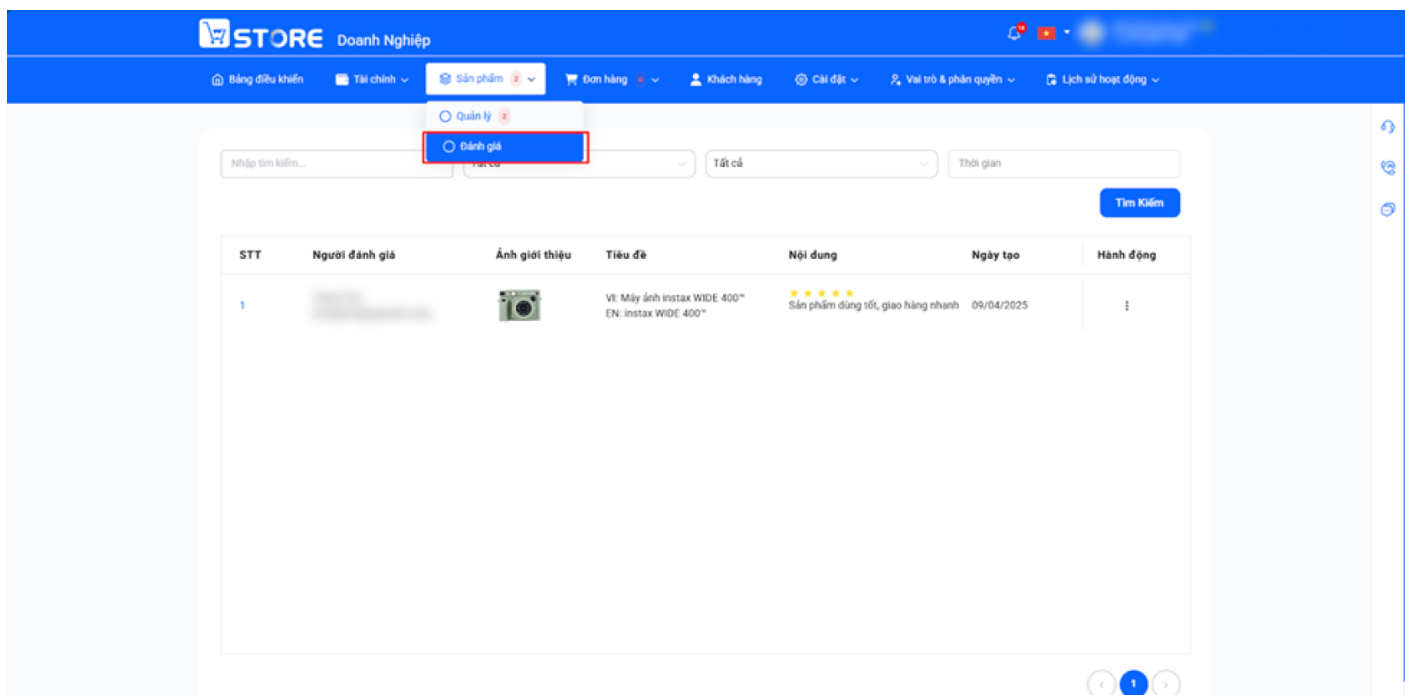 STORE Doanh Nghiệp
Bảng điều khiển Tài chính Sản phẩm 2 Đơn hàng Khách hàng Cài đặt Vai trò & phân quyền Lịch sử hoạt động
Quản lý 2
Đánh giá
Nhập tìm kiếm... Tất cả Tất cả Thời gian
Tìm Kiếm
STT Người đánh giá Ảnh giới thiệu Tiêu đề Nội dung Ngày tạo Hành động
1 VI: Máy ảnh instax WIDE 400™ Sản phẩm dùng tốt, giao hàng nhanh 09/04/2025
EN: instax WIDE 400™
1